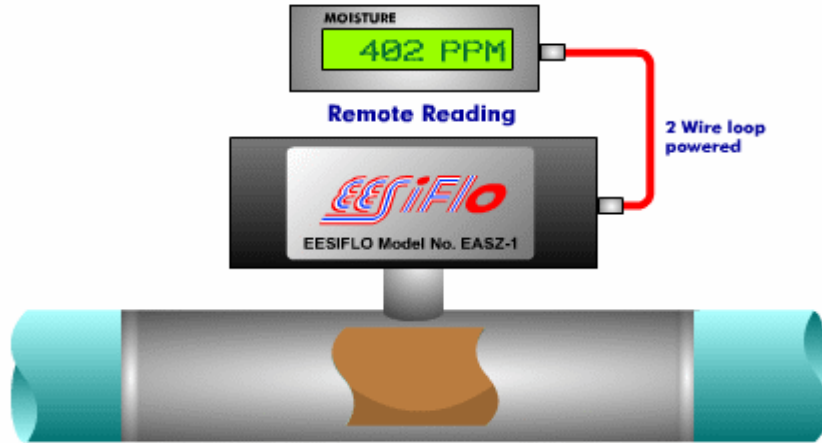 MOISTURE
402 PPM
Remote Reading
2 Wire loop
powered
EESiFlo
EESIFLO Model No. EASZ-1